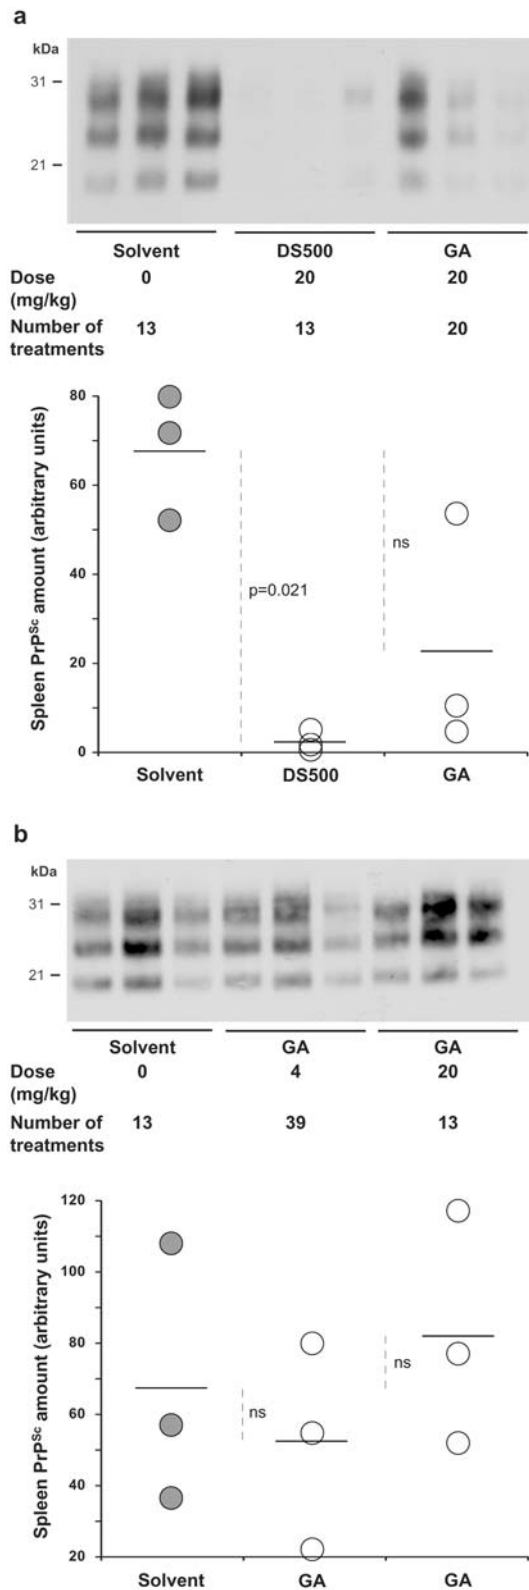 a
kDa
31
21
Solvent DS500 GA
Dose (mg/kg) 0 20 20
Number of treatments 13 13 20
Spleen PrPSc amount (arbitrary units)
80
60
40
20
0
p=0.021
ns
Solvent DS500 GA
b
kDa
31
21
Solvent GA GA
Dose (mg/kg) 0 4 20
Number of treatments 13 39 13
Spleen PrPSc amount (arbitrary units)
120
100
80
60
40
20
ns
ns
Solvent GA GA